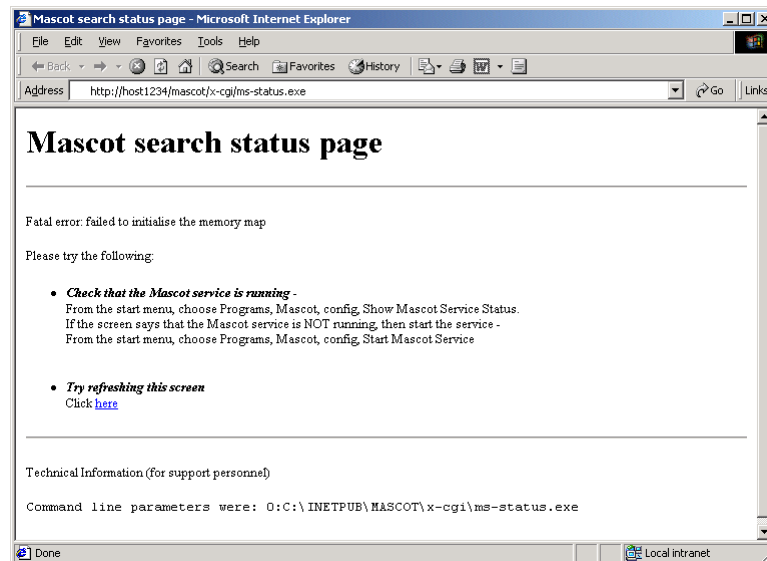 Mascot search status page - Microsoft Internet Explorer
File Edit View Favorites Tools Help
Back Search Favorites History
Address http://host1234/mascot/x-cgi/ms-status.exe Go Links
Mascot search status page
Fatal error: failed to initialise the memory map
Please try the following:
Check that the Mascot service is running -
From the start menu, choose Programs, Mascot, config, Show Mascot Service Status.
If the screen says that the Mascot service is NOT running, then start the service -
From the start menu, choose Programs, Mascot, config, Start Mascot Service
Try refreshing this screen
Click here
Technical Information (for support personnel)
Command line parameters were: 0:C:\INETPUB\MASCOT\x-cgi\ms-status.exe
Done Local intranet